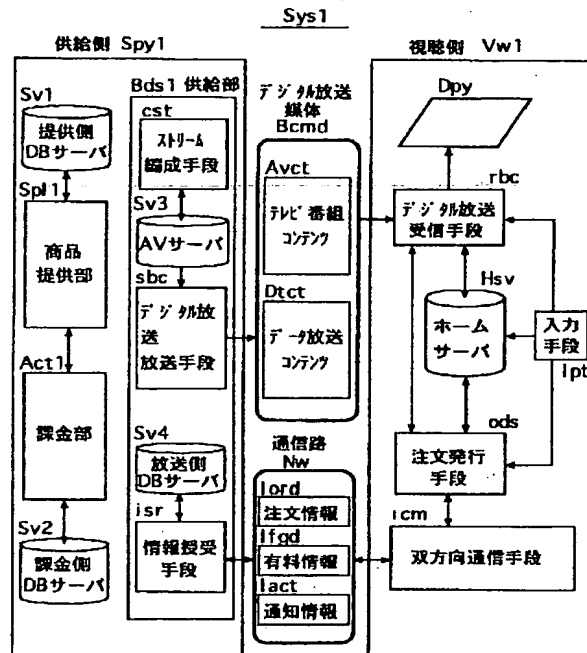 Sys1
供給側 Spy1
Sv1
提供側
DBサーバ
Spl1
商品
提供部
Act1
課金部
Sv2
課金側
DBサーバ
Bds1 供給部
cst
ストリーム
編成手段
Sv3
AVサーバ
sbc
デジタル放
送
放送手段
Sv4
放送側
DBサーバ
isr
情報授受
手段
デジタル放送
媒体
Bcmd
Avct
テレビ番組
コンテンツ
Dtct
データ放送
コンテンツ
通信路
Nw
Iord
注文情報
Ifgd
有料情報
Iact
通知情報
視聴側 Vw1
Dpy
rbc
デジタル放送
受信手段
Hsv
ホーム
サーバ
入力
手段
Ipt
ods
注文発行
手段
icm
双方向通信手段